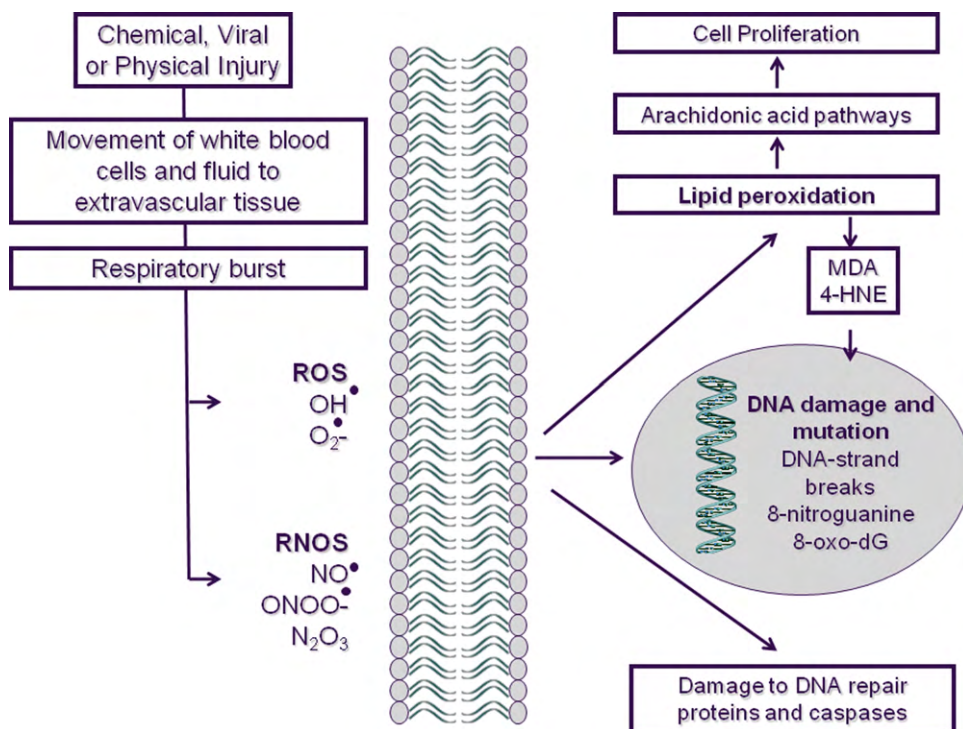 Chemical, Viral
or Physical Injury
Movement of white blood
cells and fluid to
extravascular tissue
Respiratory burst
ROS
OH•
O₂•-
RNOS
NO•
ONOO•-
N₂O₃
Cell Proliferation
Arachidonic acid pathways
Lipid peroxidation
MDA
4-HNE
DNA damage and
mutation
DNA-strand
breaks
8-nitroguanine
8-oxo-dG
Damage to DNA repair
proteins and caspases